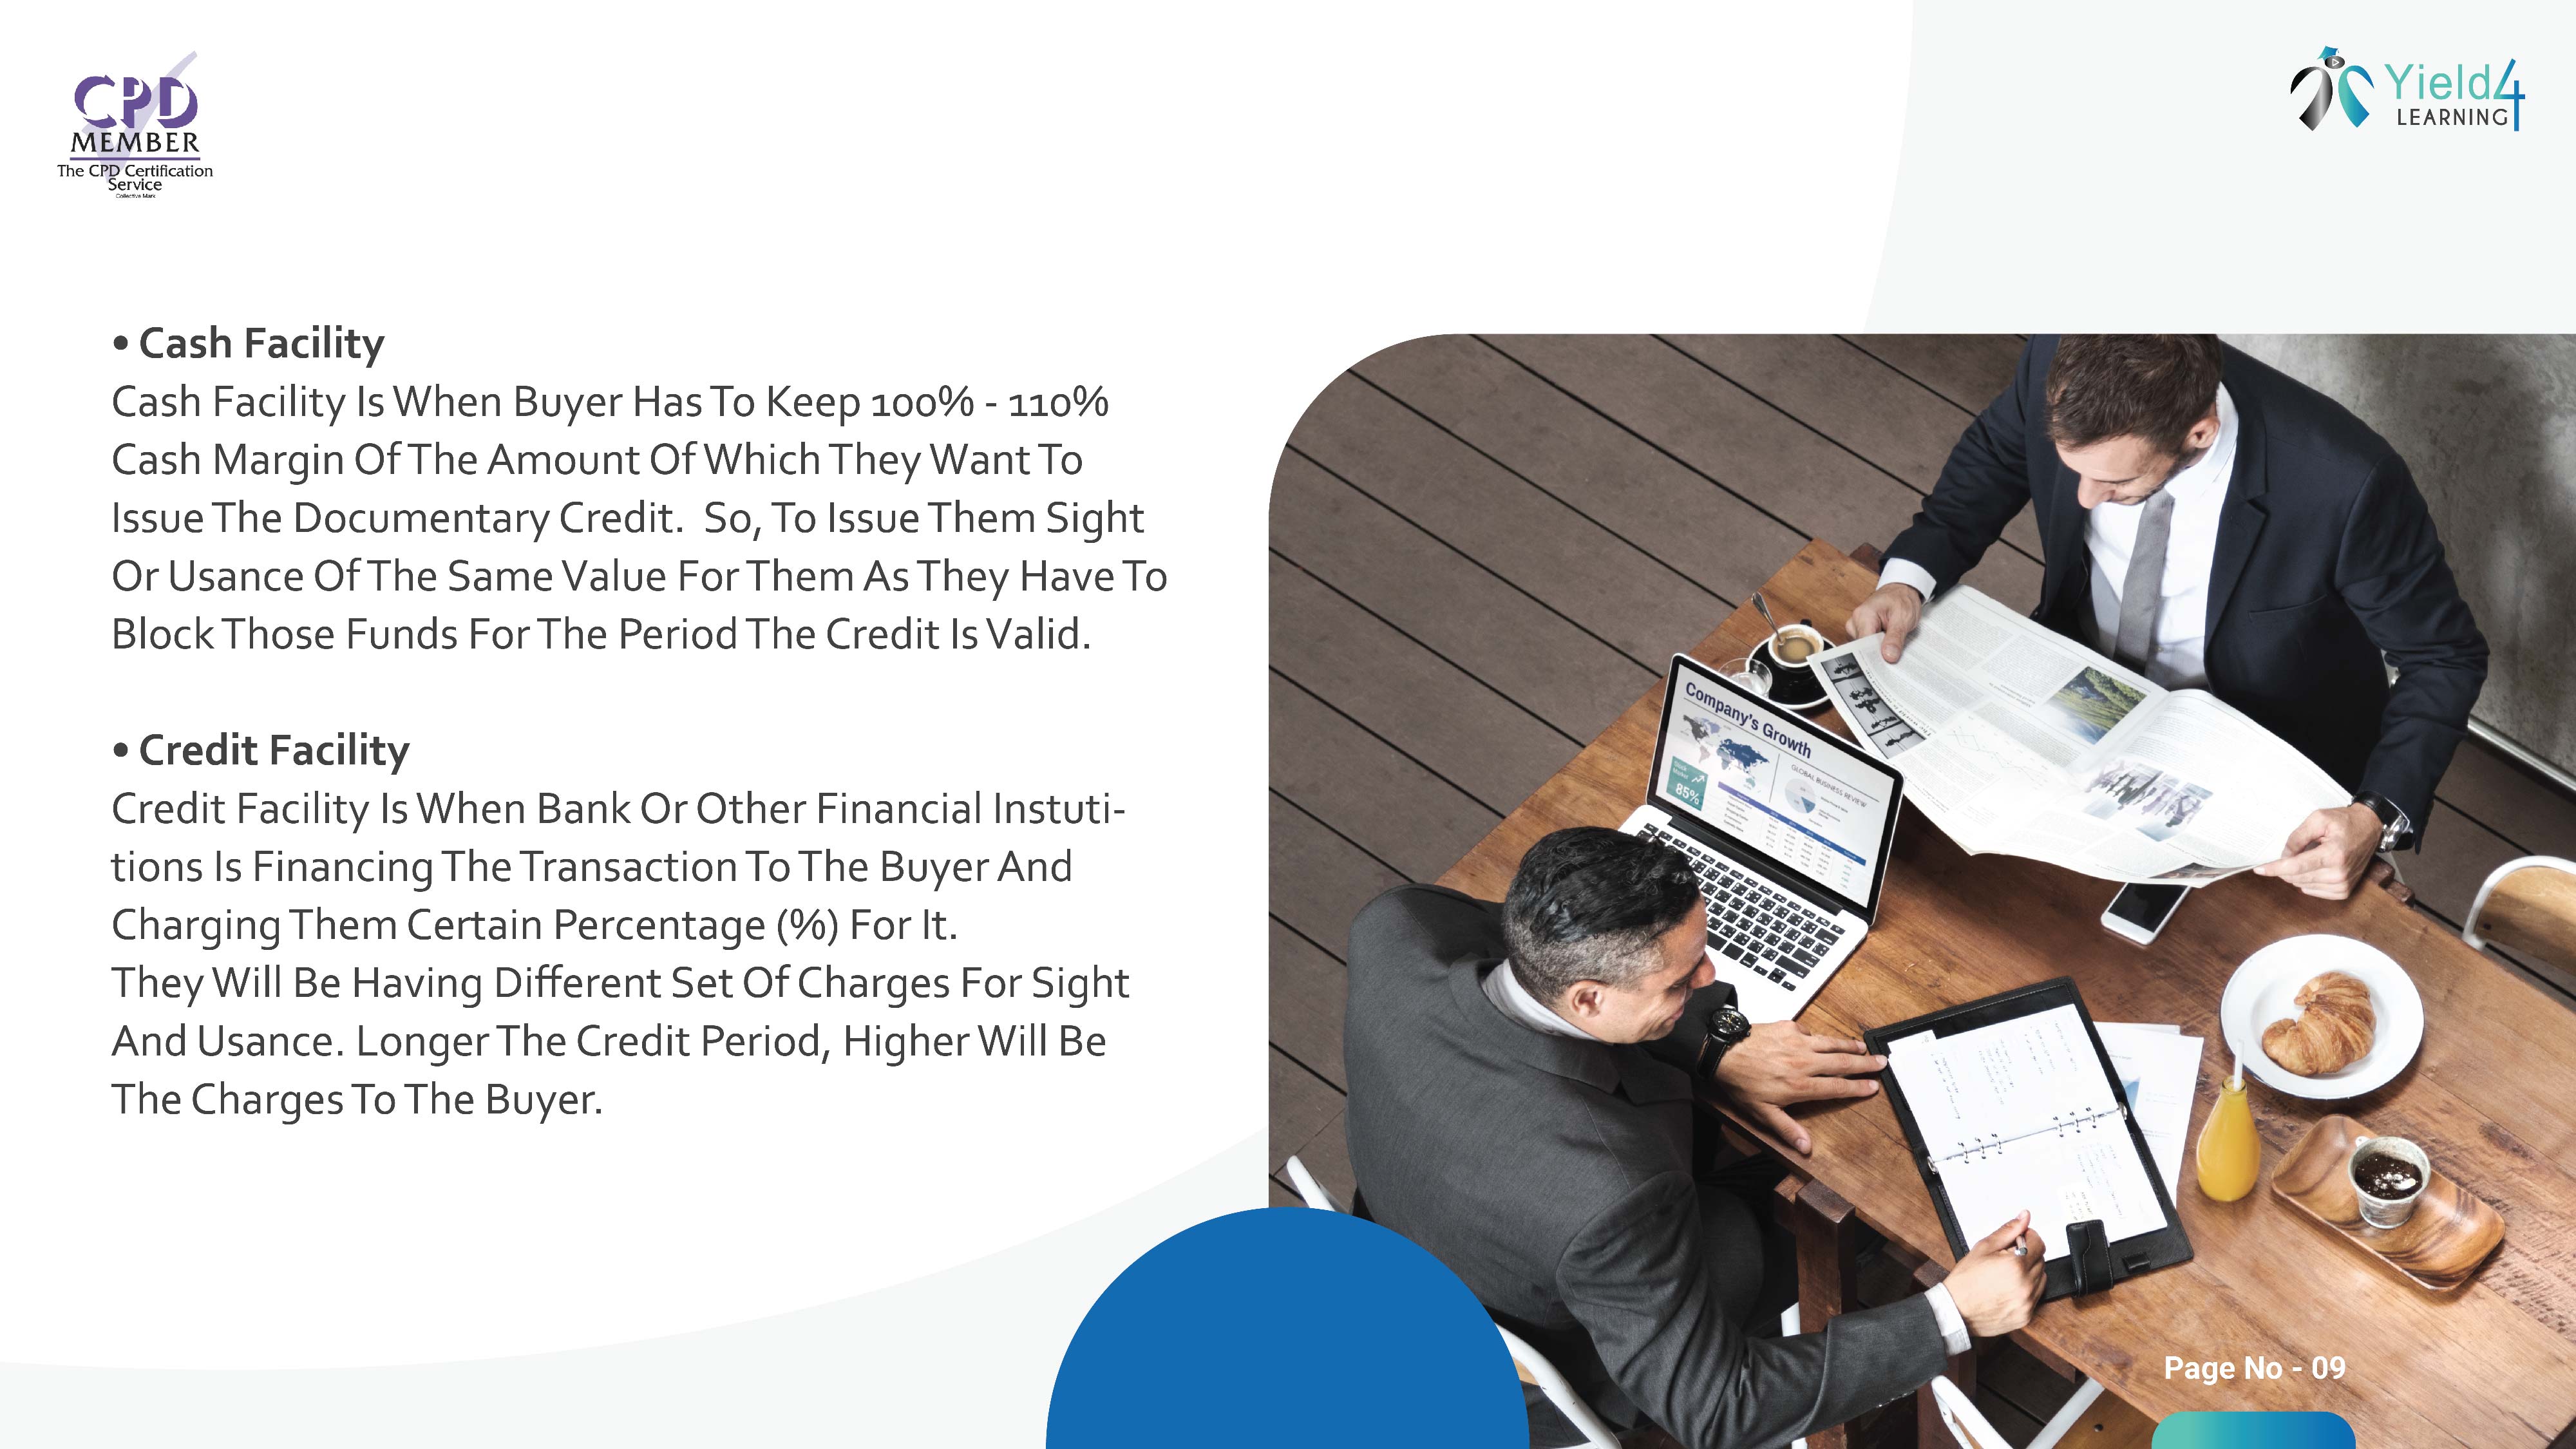 CPD
MEMBER
The CPD Certification
Service
Collective Mark
Yield4
LEARNING
• Cash Facility
Cash Facility Is When Buyer Has To Keep 100% - 110%
Cash Margin Of The Amount Of Which They Want To
Issue The Documentary Credit.  So, To Issue Them Sight
Or Usance Of The Same Value For Them As They Have To
Block Those Funds For The Period The Credit Is Valid.
• Credit Facility
Credit Facility Is When Bank Or Other Financial Instuti-
tions Is Financing The Transaction To The Buyer And
Charging Them Certain Percentage (%) For It.
They Will Be Having Different Set Of Charges For Sight
And Usance. Longer The Credit Period, Higher Will Be
The Charges To The Buyer.
Company's Growth
GLOBAL BUSINESS REVIEW
85%
Page No - 09